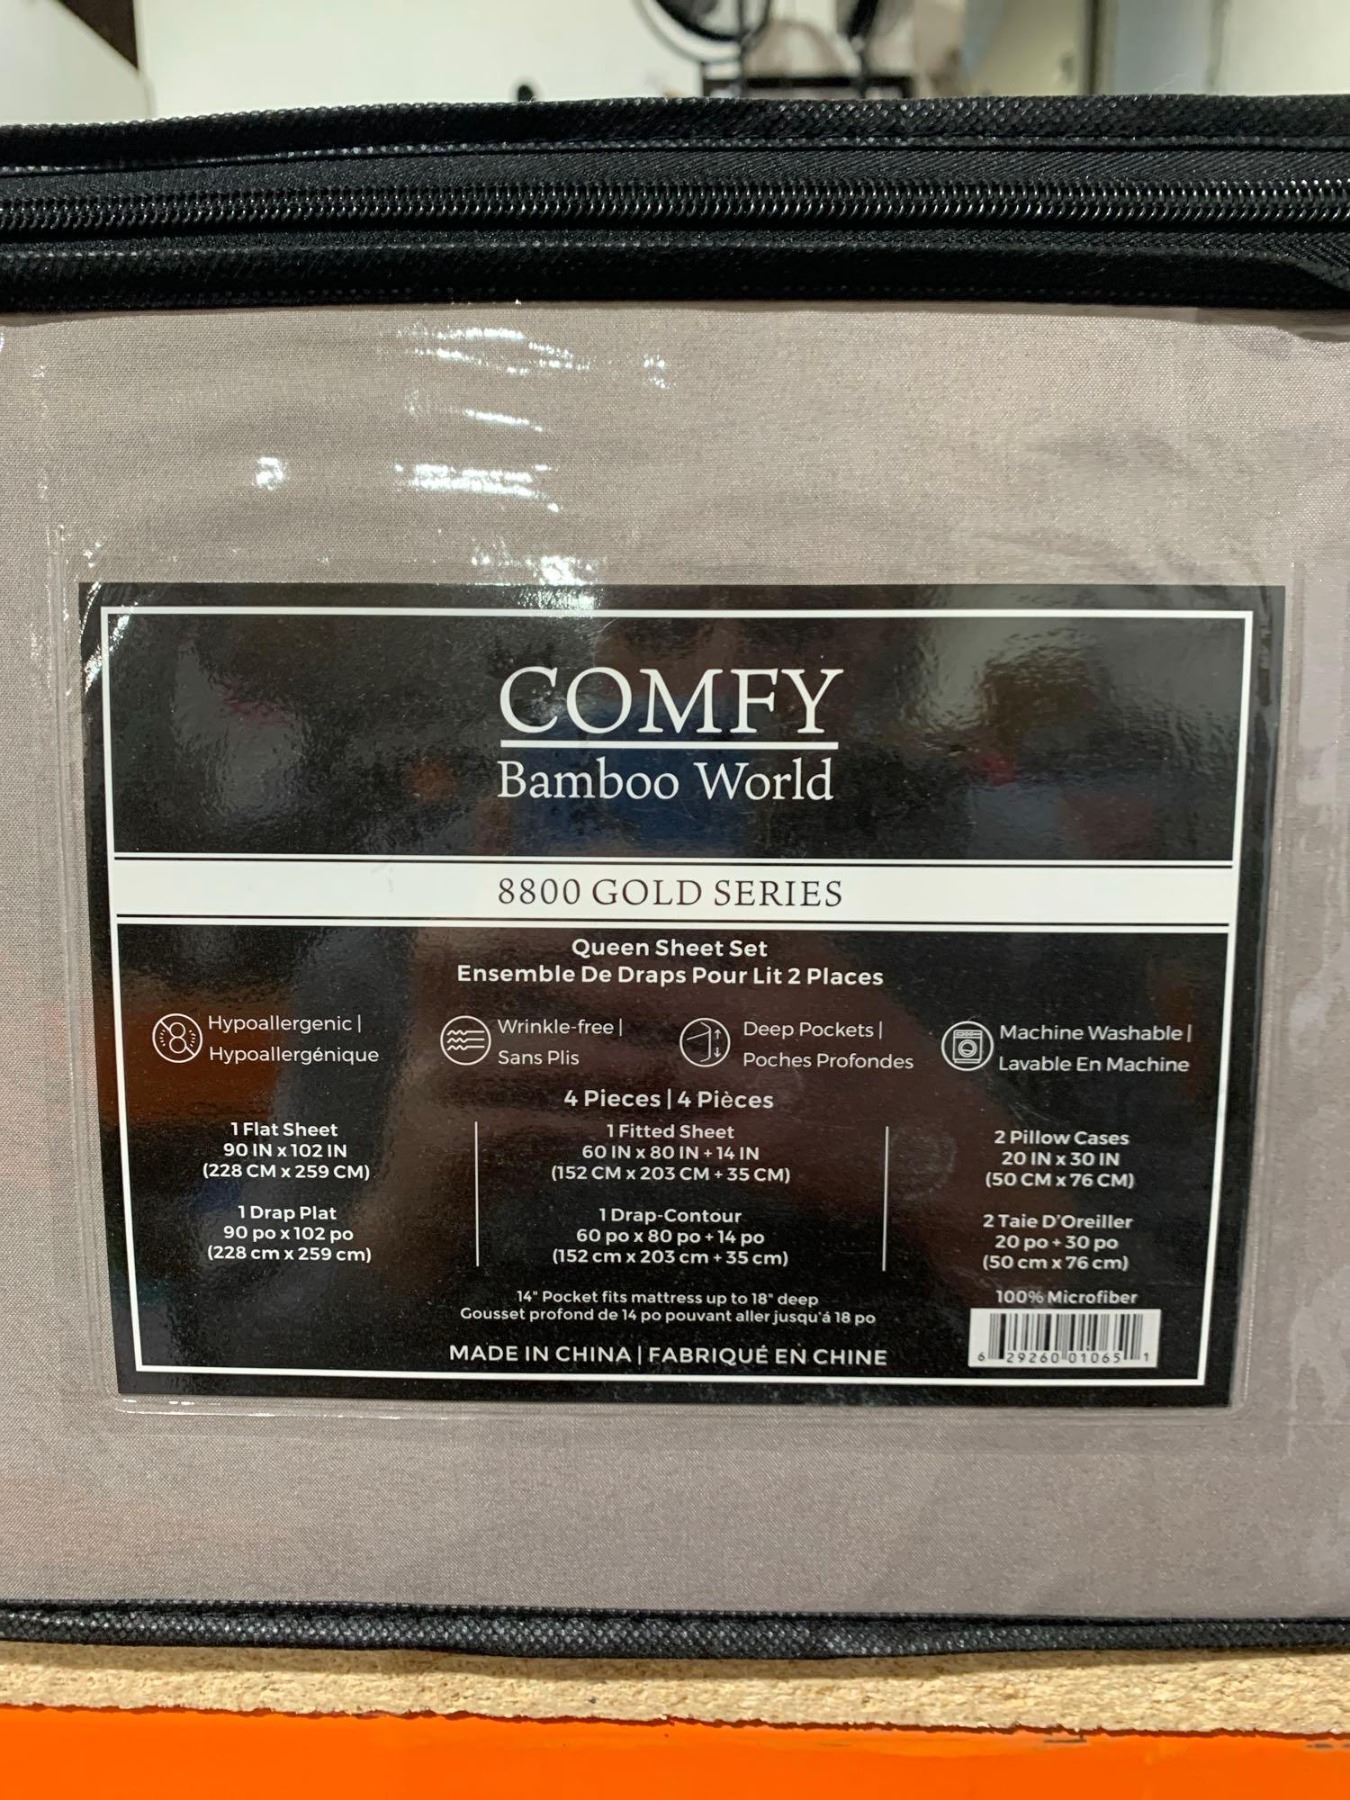 COMFY
Bamboo World
8800 GOLD SERIES
Queen Sheet Set
Ensemble De Draps Pour Lit 2 Places
Hypoallergenic |
Hypoallergénique
Wrinkle-free |
Sans Plis
Deep Pockets |
Poches Profondes
Machine Washable |
Lavable En Machine
4 Pieces | 4 Pièces
1 Flat Sheet
90 IN x 102 IN
(228 CM x 259 CM)
1 Drap Plat
90 po x 102 po
(228 cm x 259 cm)
1 Fitted Sheet
60 IN x 80 IN + 14 IN
(152 CM x 203 CM + 35 CM)
1 Drap-Contour
60 po x 80 po + 14 po
(152 cm x 203 cm + 35 cm)
2 Pillow Cases
20 IN x 30 IN
(50 CM x 76 CM)
2 Taie D'Oreiller
20 po + 30 po
(50 cm x 76 cm)
14" Pocket fits mattress up to 18" deep
Gousset profond de 14 po pouvant aller jusqu'á 18 po
MADE IN CHINA | FABRIQUÉ EN CHINE
100% Microfiber
6 29260 01065 1